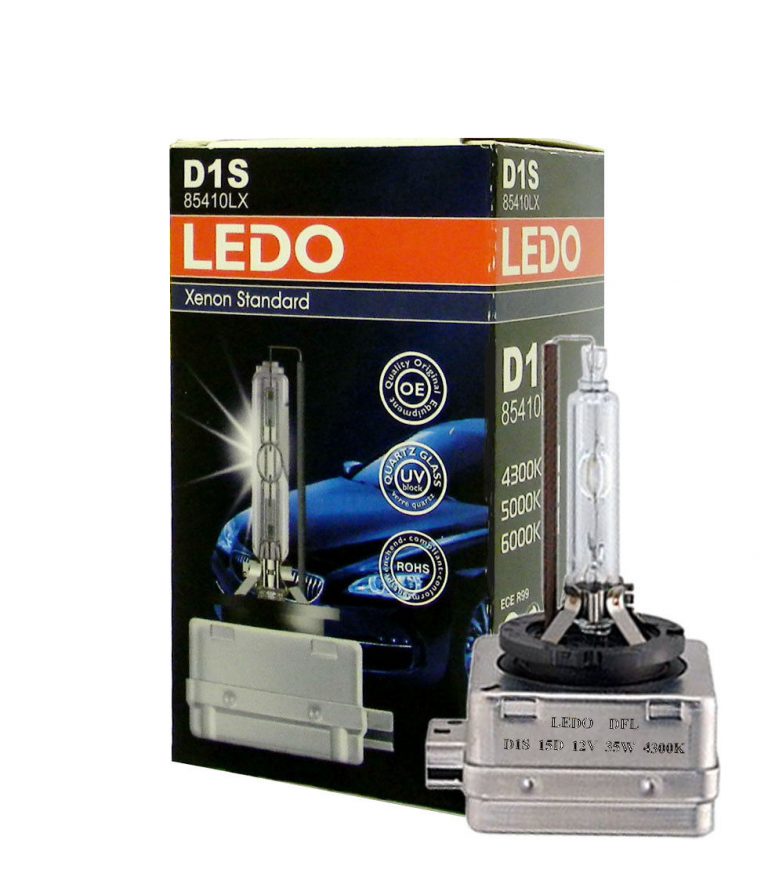 D1S
85410LX
LEDO
Xenon Standard
Quality Original
OE
Equipment
QUARTZ GLASS
UV
block
verre quartz
ROHS
D1S
85410LX
LEDO
D1
85410
4300K
5000K
6000K
ECE R99
LEDO DFL
D1S 15D 12V 35W 4300K